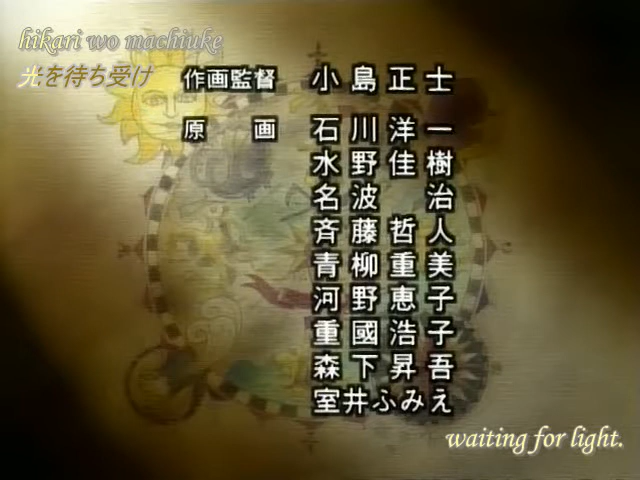 hikari wo machiuke
光を待ち受け
作画監督 小島正士
原画 石川洋一
水野佳樹
名波治
斉藤哲人
青柳重美
河野恵子
重國浩子
森下昇吾
室井ふみえ
waiting for light.